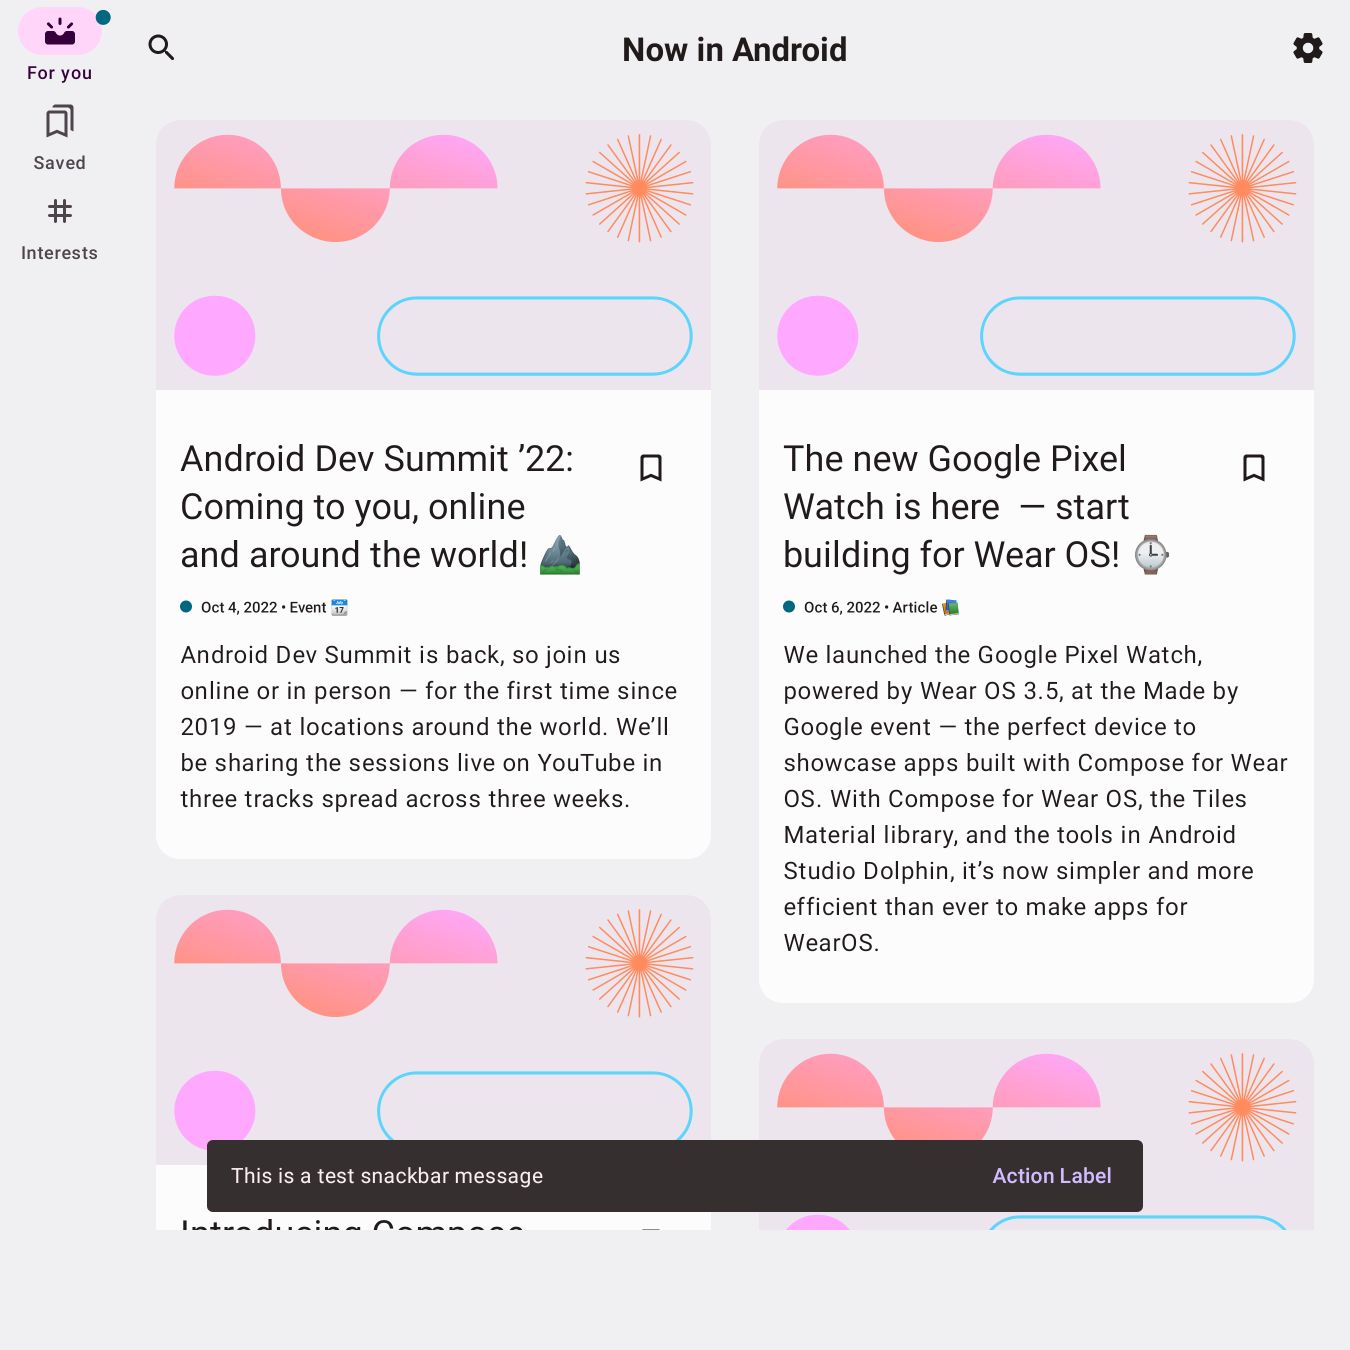 Now in Android
For you
Saved
Interests
Android Dev Summit ’22:
Coming to you, online
and around the world! ⛰️
Oct 4, 2022 • Event 📆
Android Dev Summit is back, so join us
online or in person — for the first time since
2019 — at locations around the world. We’ll
be sharing the sessions live on YouTube in
three tracks spread across three weeks.
The new Google Pixel
Watch is here  — start
building for Wear OS! ⌚
Oct 6, 2022 • Article 📚
We launched the Google Pixel Watch,
powered by Wear OS 3.5, at the Made by
Google event — the perfect device to
showcase apps built with Compose for Wear
OS. With Compose for Wear OS, the Tiles
Material library, and the tools in Android
Studio Dolphin, it’s now simpler and more
efficient than ever to make apps for
WearOS.
This is a test snackbar message
Action Label
Introducing Compose